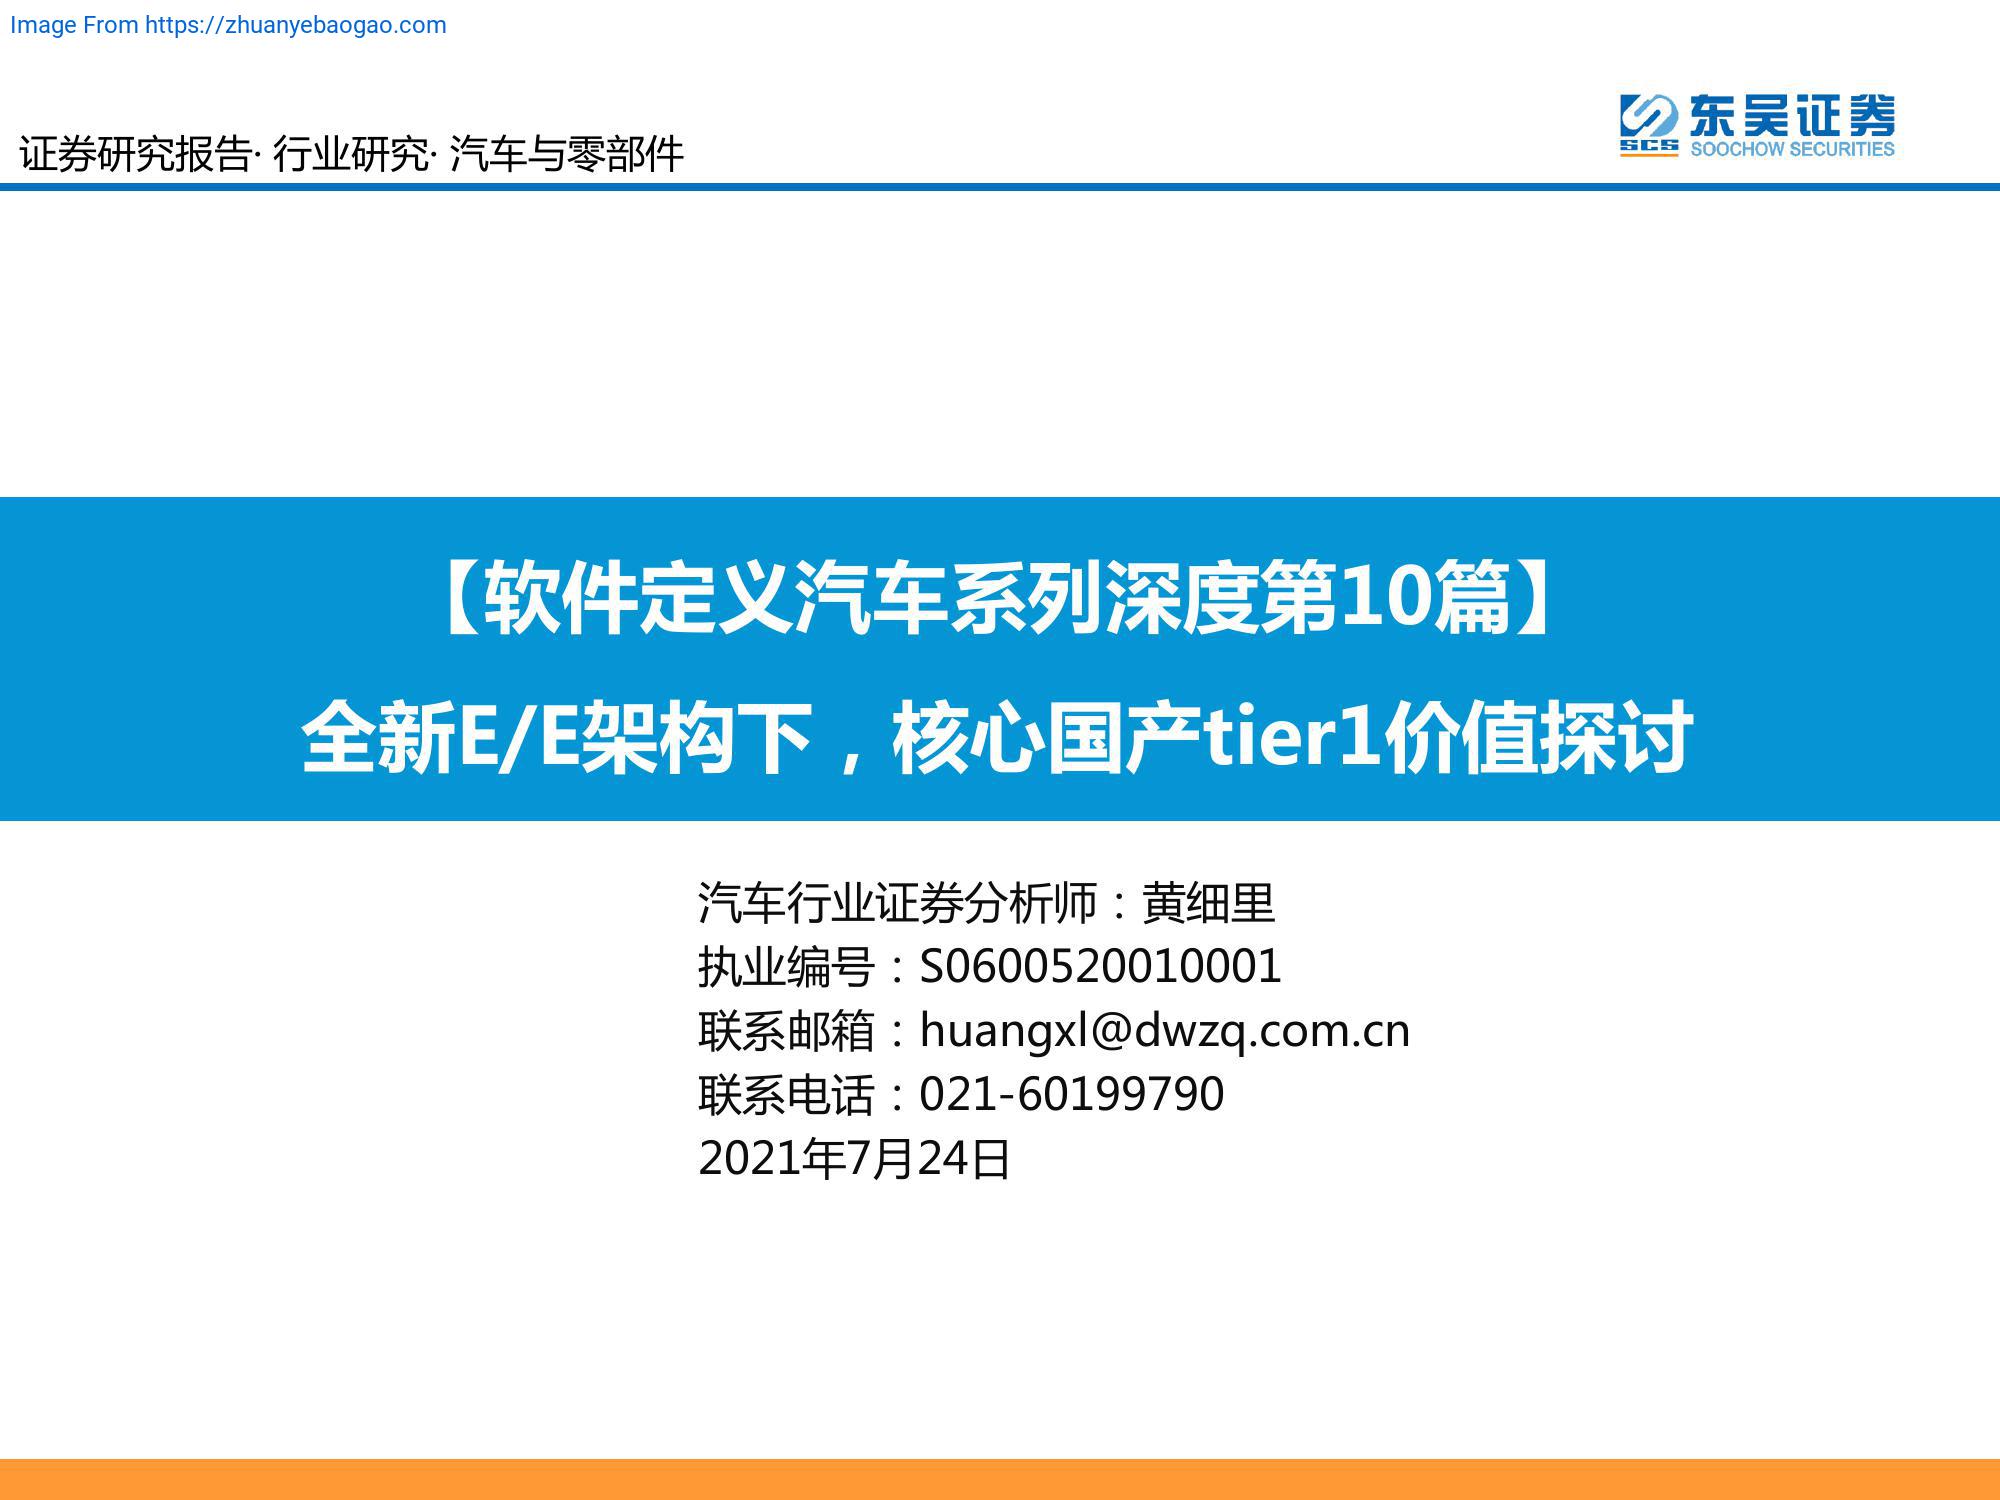 Image From https://zhuanyebaogao.com
东吴证券
SCS
SOOCHOW SECURITIES
证券研究报告· 行业研究· 汽车与零部件
【软件定义汽车系列深度第10篇】
全新E/E架构下，核心国产tier1价值探讨
汽车行业证券分析师：黄细里
执业编号：S0600520010001
联系邮箱：huangxl@dwzq.com.cn
联系电话：021-60199790
2021年7月24日